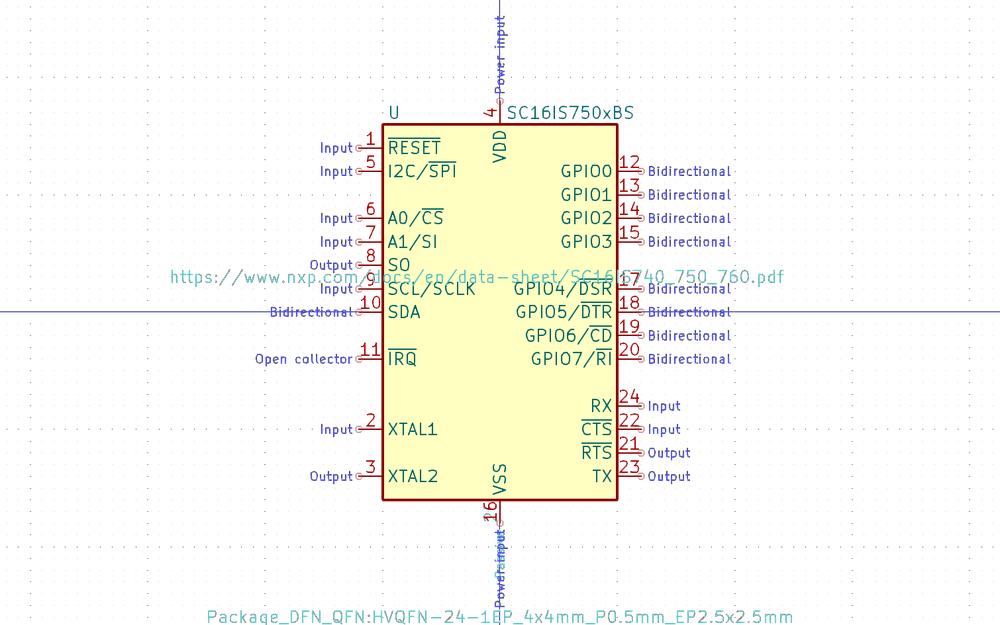 Power input
4
U SC16IS750xBS
VDD
Input 1 RESET
Input 5 I2C/SPI GPIO0 12 Bidirectional
GPIO1 13 Bidirectional
Input 6 A0/CS GPIO2 14 Bidirectional
Input 7 A1/SI GPIO3 15 Bidirectional
Output 8 SO
https://www.nxp.com/docs/en/data-sheet/SC16IS740_750_760.pdf
Input 9 SCL/SCLK GPIO4/DSR 17 Bidirectional
Bidirectional 10 SDA GPIO5/DTR 18 Bidirectional
GPIO6/CD 19 Bidirectional
Open collector 11 IRQ GPIO7/RI 20 Bidirectional
RX 24 Input
Input 2 XTAL1 CTS 22 Input
RTS 21 Output
Output 3 XTAL2 TX 23 Output
VSS
16
Power input
Package_DFN_QFN:HVQFN-24-1EP_4x4mm_P0.5mm_EP2.5x2.5mm